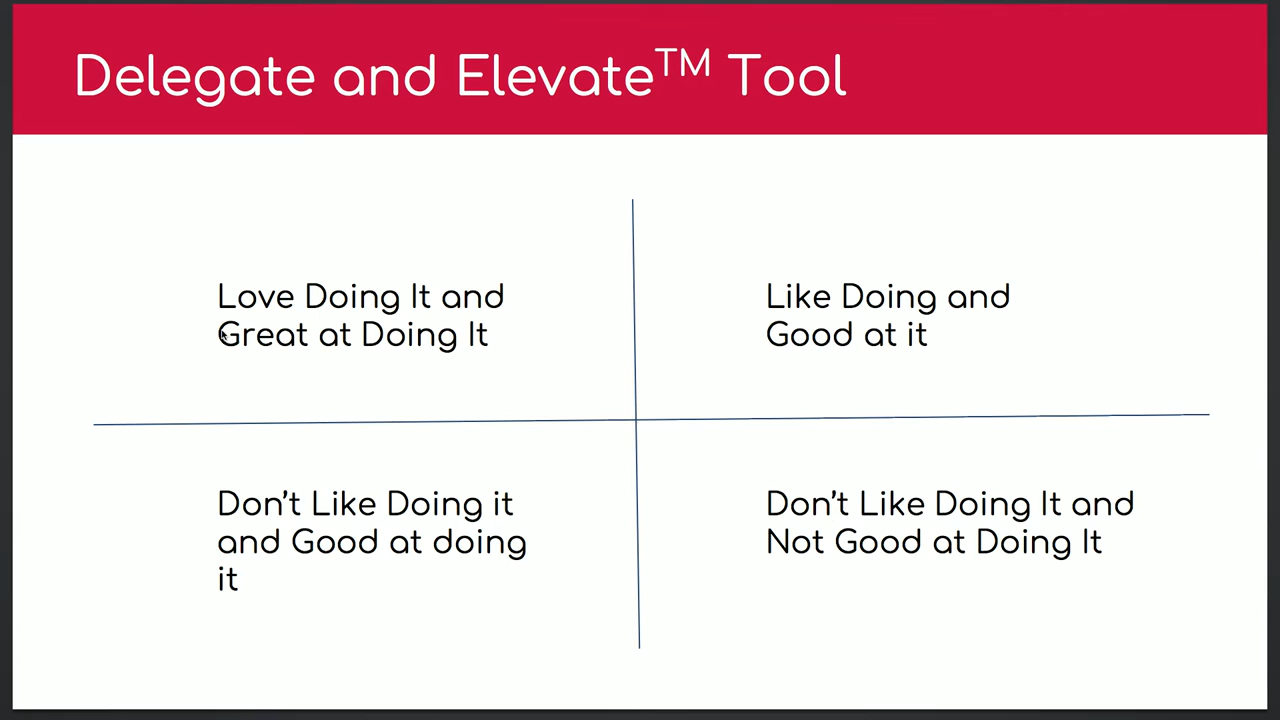 Delegate and Elevate™ Tool
Love Doing It and
Great at Doing It
Like Doing and
Good at it
Don't Like Doing it
and Good at doing
it
Don't Like Doing It and
Not Good at Doing It